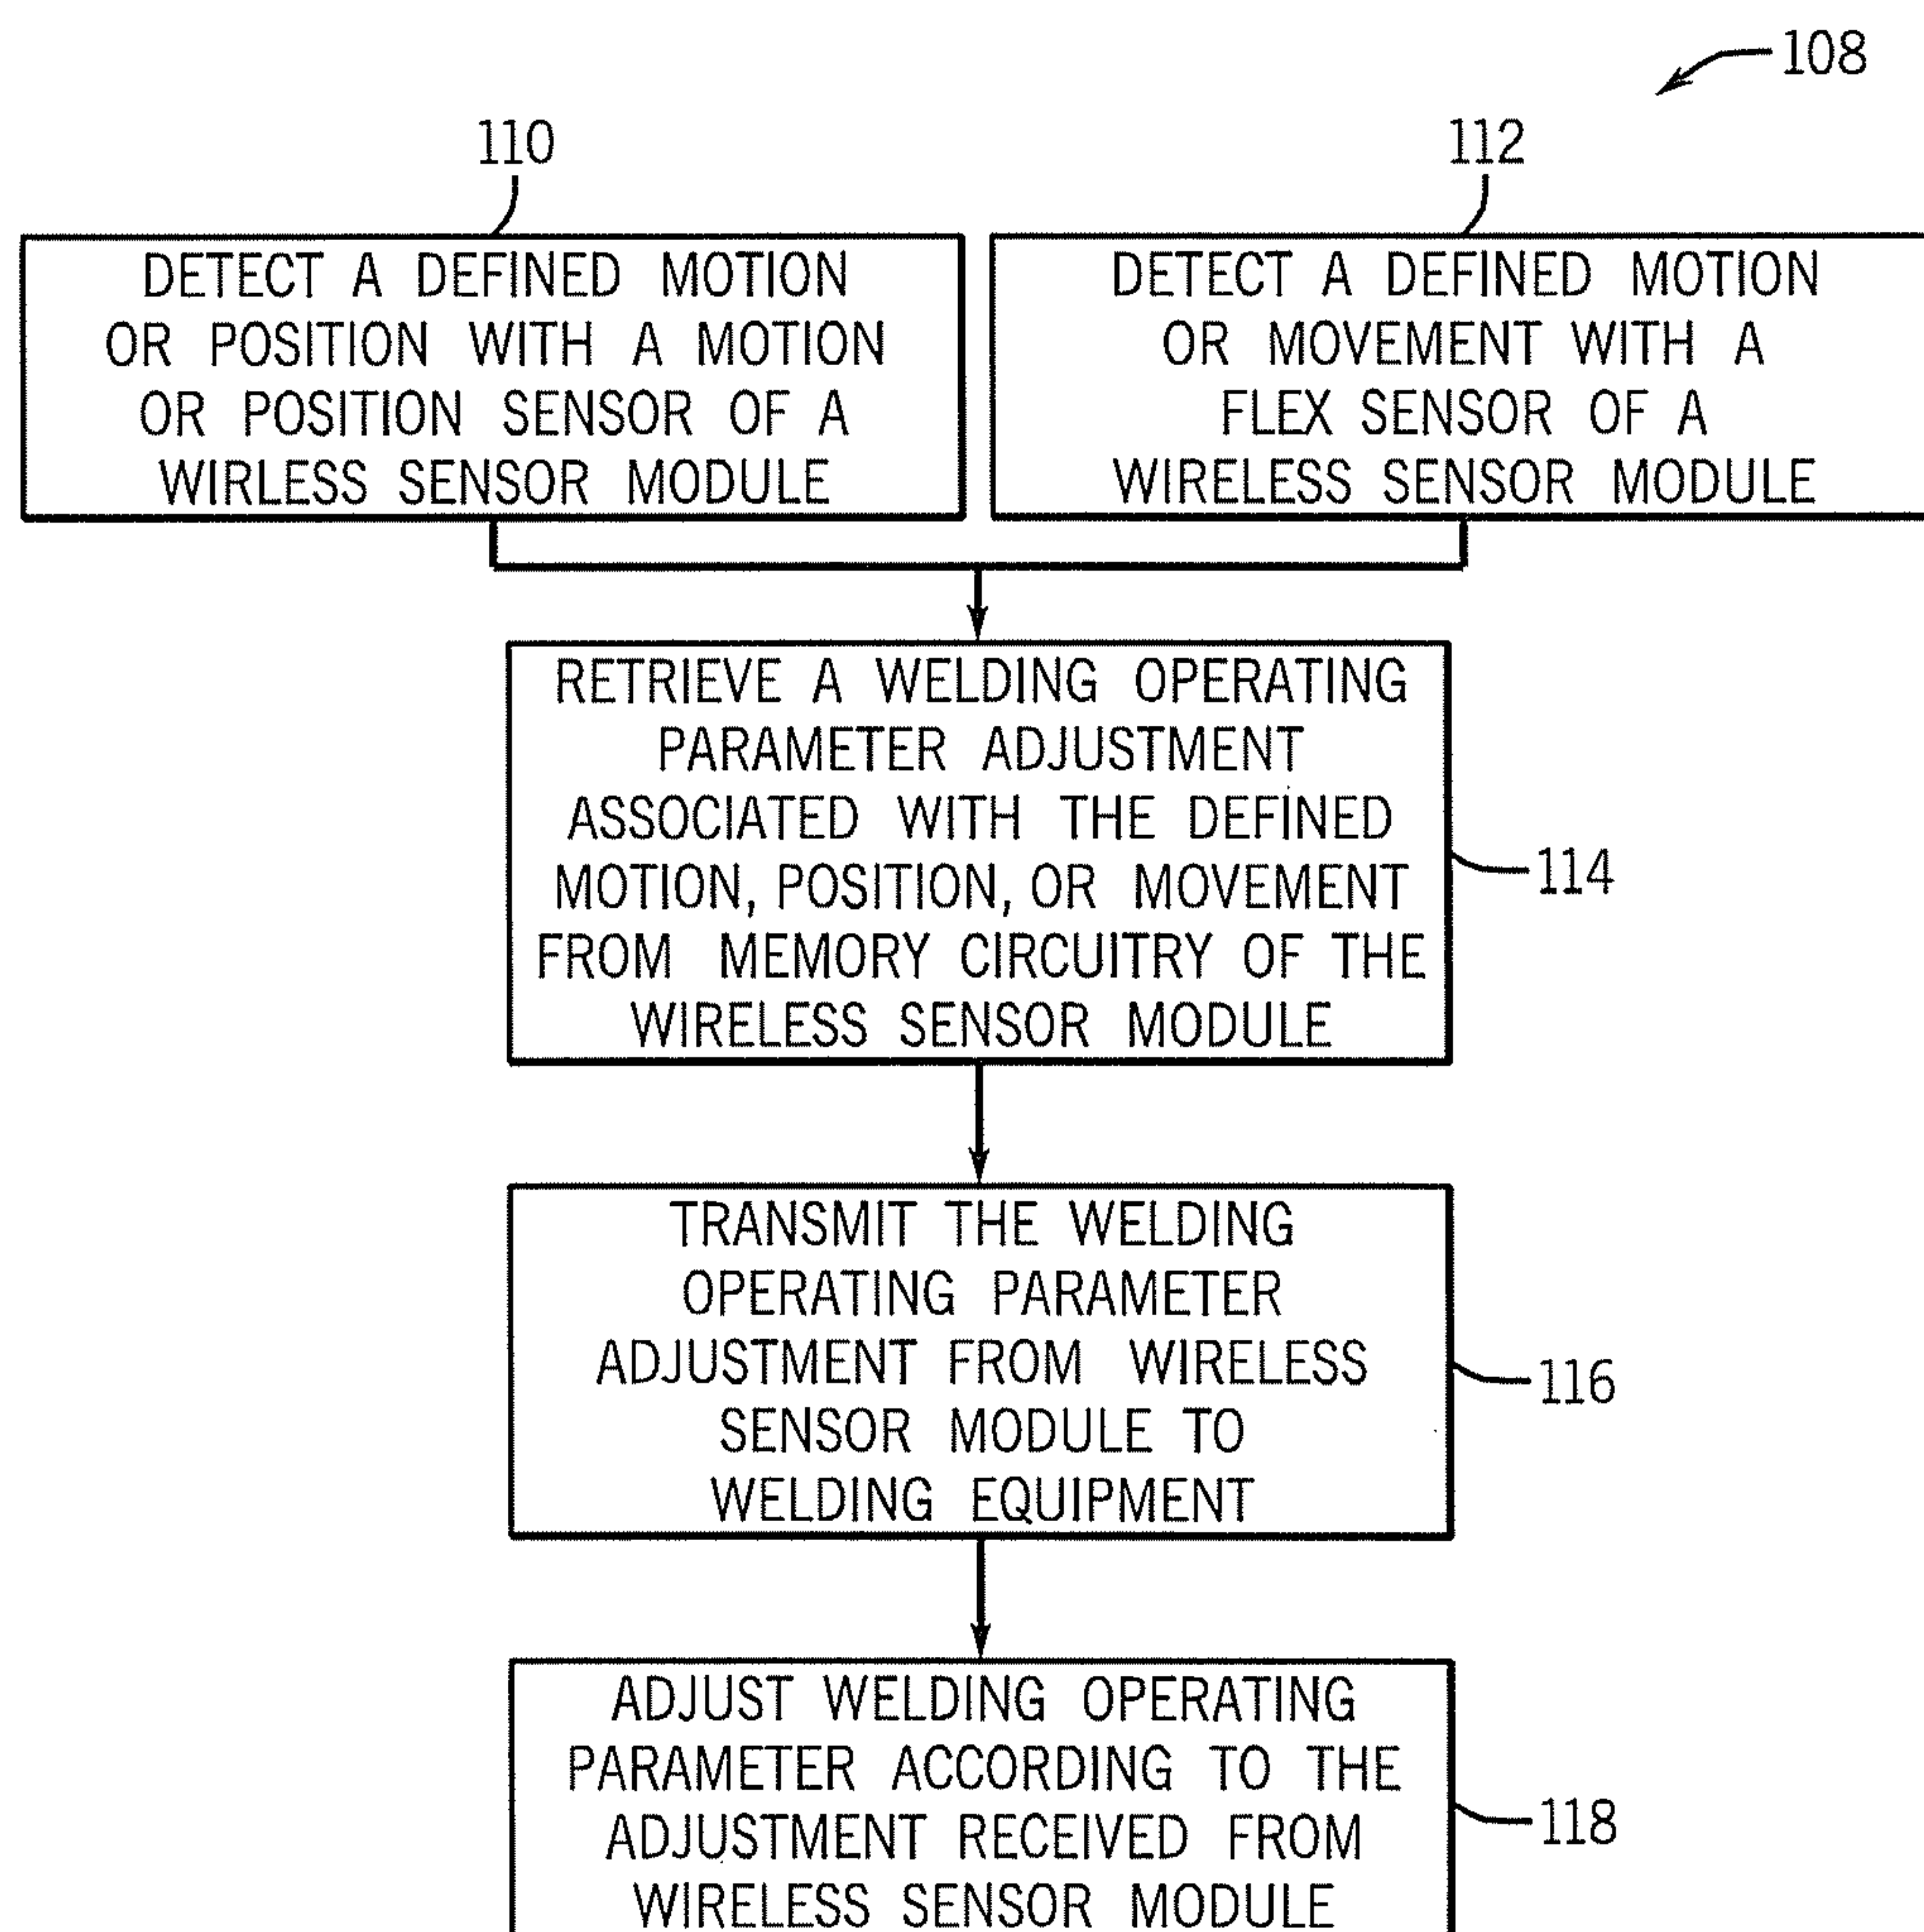 108
110
DETECT A DEFINED MOTION
OR POSITION WITH A MOTION
OR POSITION SENSOR OF A
WIRLESS SENSOR MODULE
112
DETECT A DEFINED MOTION
OR MOVEMENT WITH A
FLEX SENSOR OF A
WIRELESS SENSOR MODULE
RETRIEVE A WELDING OPERATING
PARAMETER ADJUSTMENT
ASSOCIATED WITH THE DEFINED
MOTION, POSITION, OR MOVEMENT
FROM MEMORY CIRCUITRY OF THE
WIRELESS SENSOR MODULE
114
TRANSMIT THE WELDING
OPERATING PARAMETER
ADJUSTMENT FROM WIRELESS
SENSOR MODULE TO
WELDING EQUIPMENT
116
ADJUST WELDING OPERATING
PARAMETER ACCORDING TO THE
ADJUSTMENT RECEIVED FROM
WIRELESS SENSOR MODULE
118